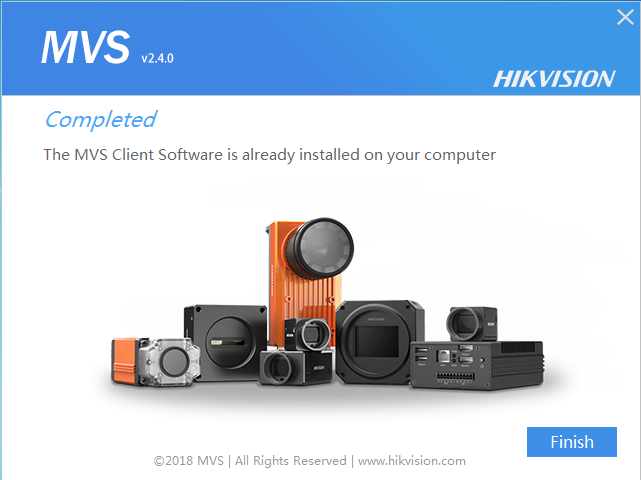 MVS v2.4.0
HIKVISION
Completed
The MVS Client Software is already installed on your computer
Finish
©2018 MVS | All Rights Reserved | www.hikvision.com